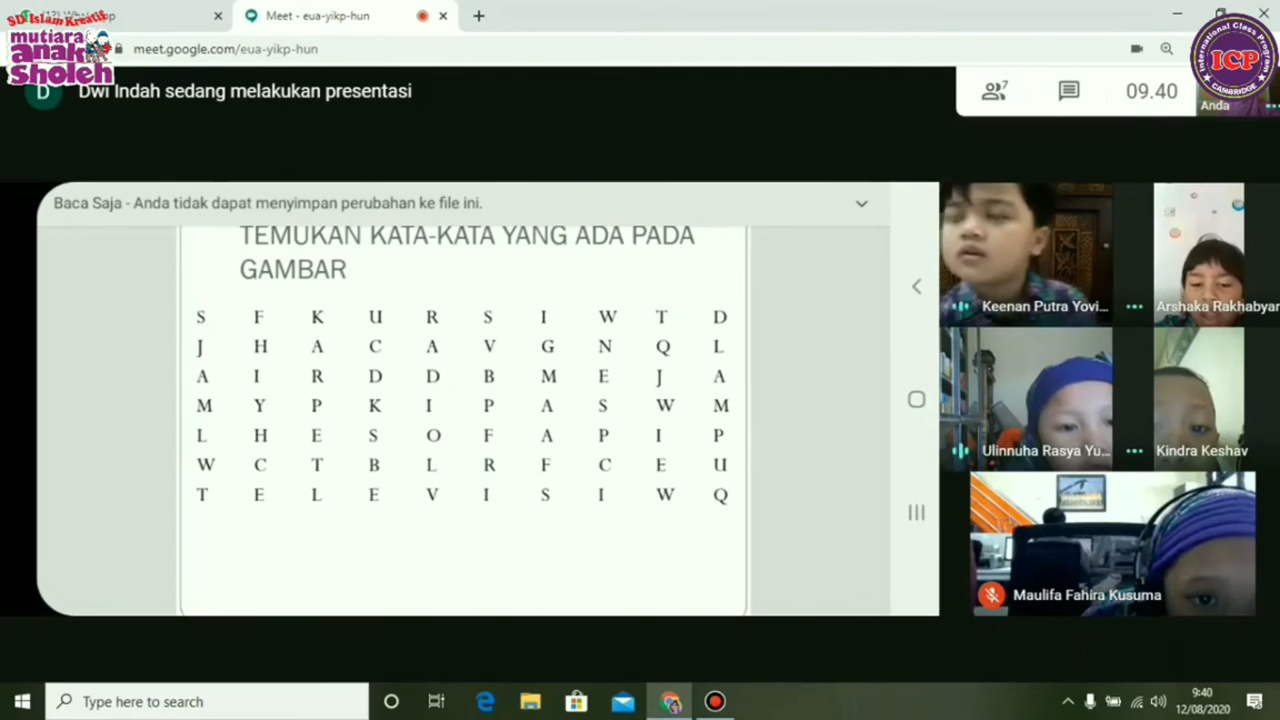 SD Islam Kreatif
mutiara
anak
Sholeh
Meet - eua-yikp-hun
meet.google.com/eua-yikp-hun
International Class Program
ICP
CAMBRIDGE
D
Dwi Indah sedang melakukan presentasi
7
09.40
Anda
Baca Saja - Anda tidak dapat menyimpan perubahan ke file ini.
TEMUKAN KATA-KATA YANG ADA PADA
GAMBAR
S F K U R S I W T D
J H A C A V G N Q L
A I R D D B M E J A
M Y P K I P A S W M
L H E S O F A P I P
W C T B L R F C E U
T E L E V I S I W Q
Keenan Putra Yovi...
Arshaka Rakhabyar
Ulinnuha Rasya Yu...
Kindra Keshav
Maulifa Fahira Kusuma
Type here to search
9:40
12/08/2020